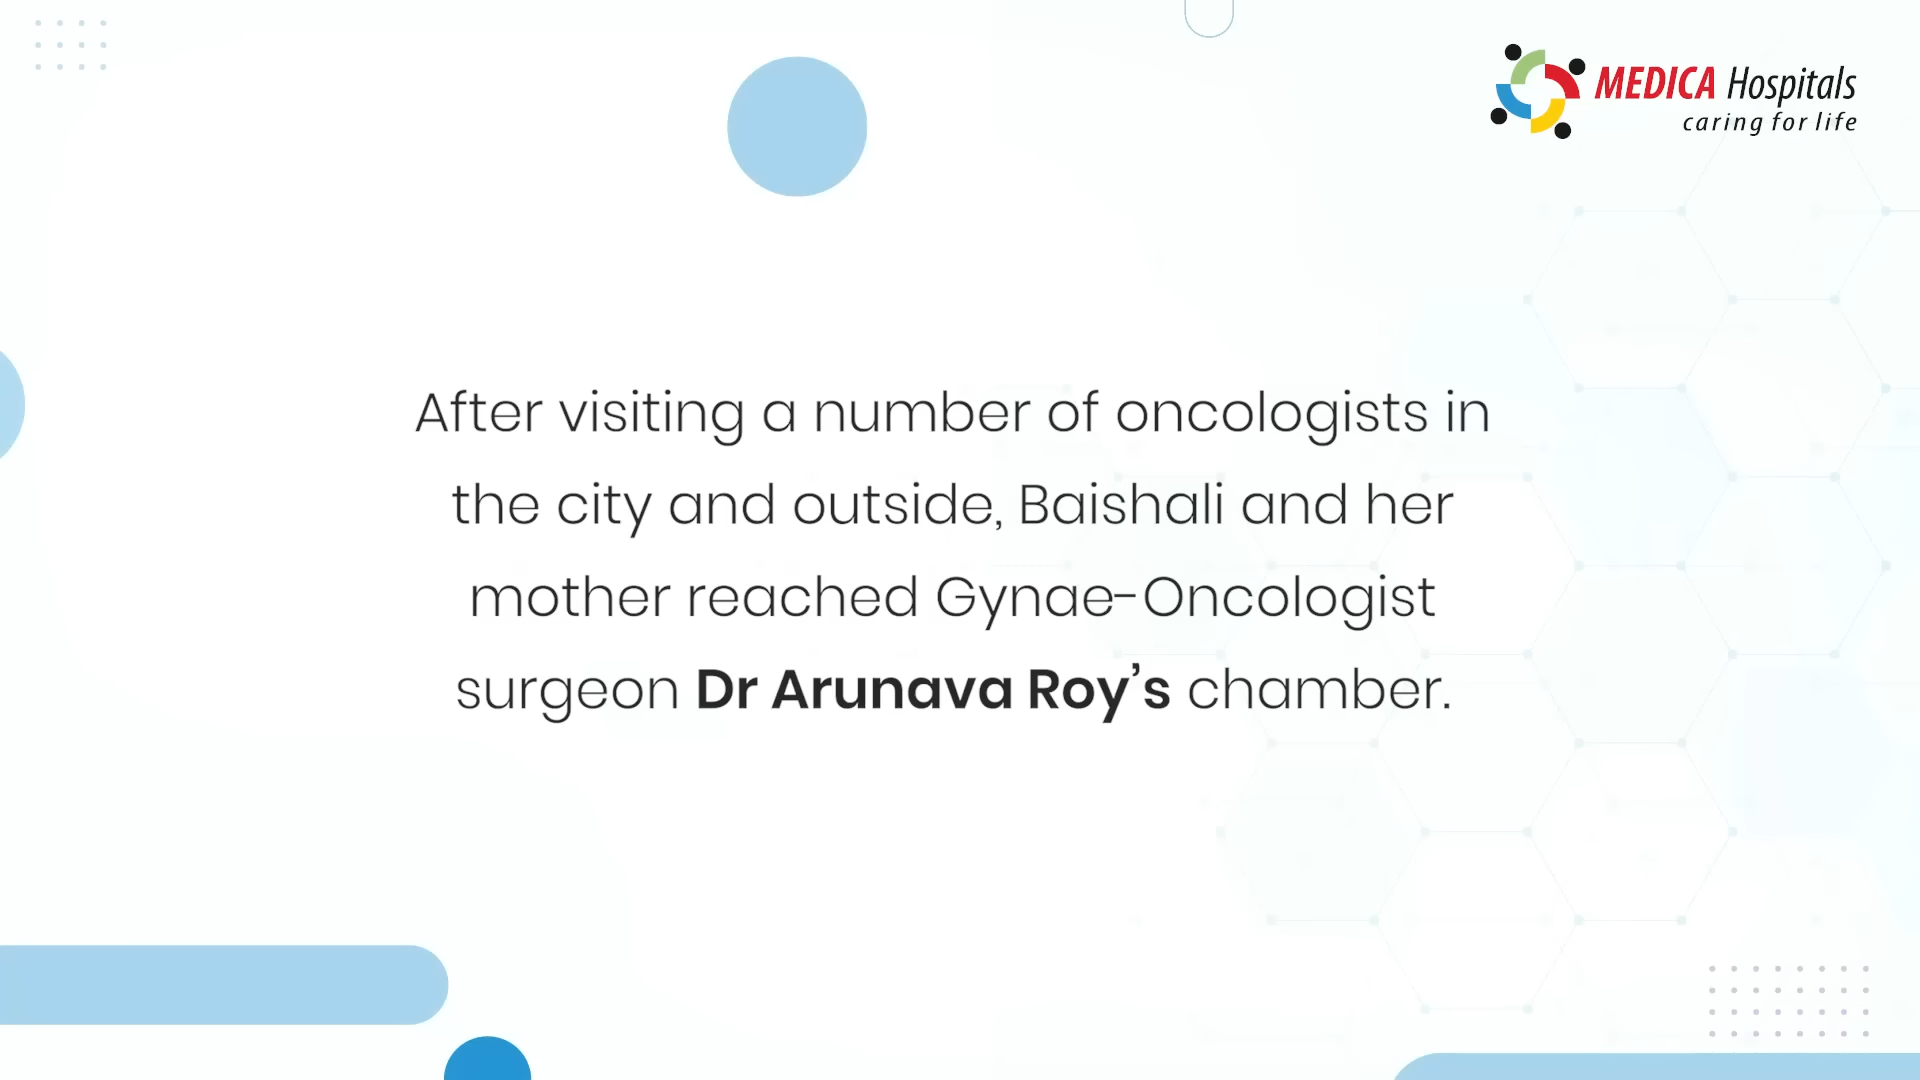 MEDICA Hospitals
caring for life
After visiting a number of oncologists in
the city and outside, Baishali and her
mother reached Gynae-Oncologist
surgeon Dr Arunava Roy’s chamber.